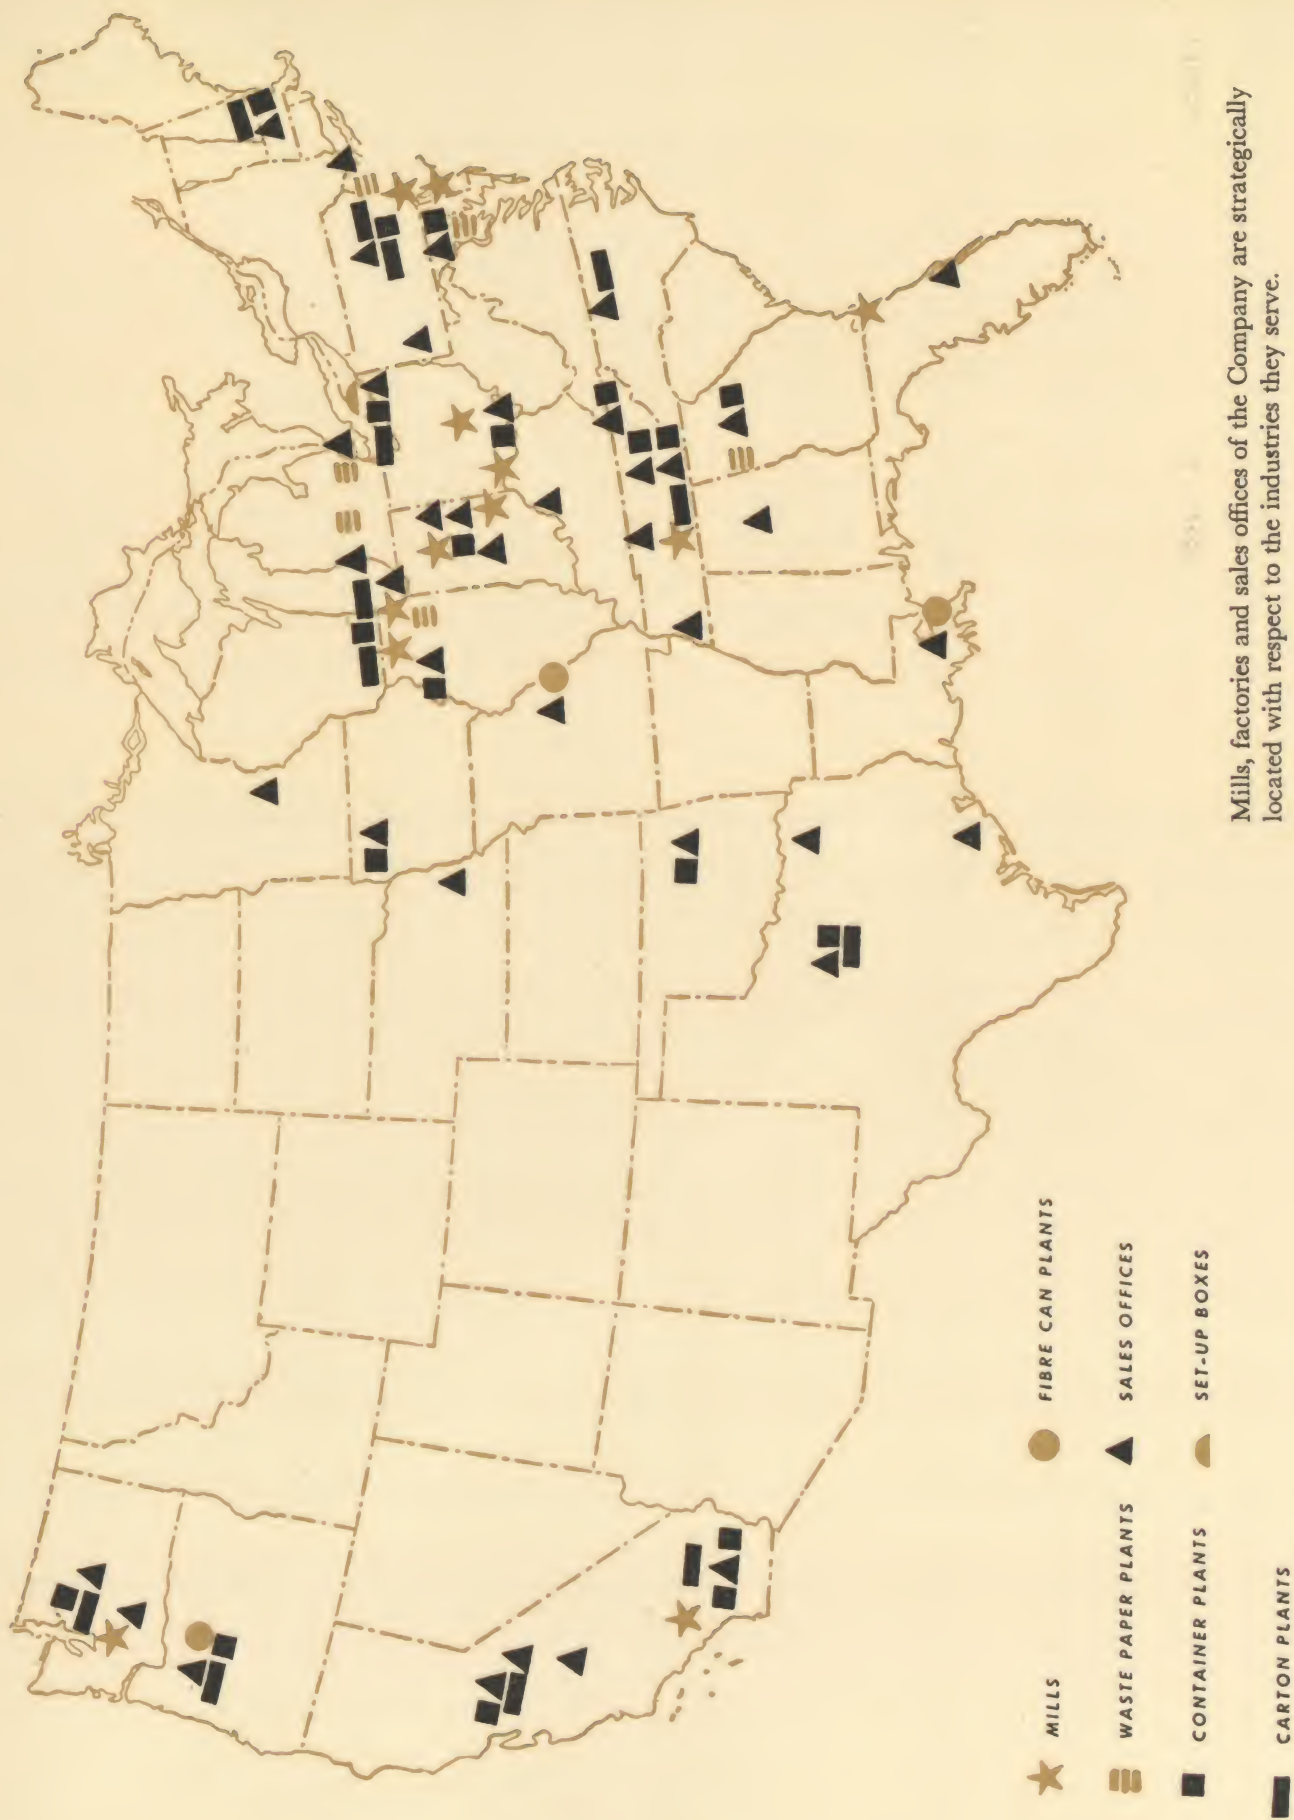 MILLS
WASTE PAPER PLANTS
CONTAINER PLANTS
CARTON PLANTS
FIBRE CAN PLANTS
SALES OFFICES
SET-UP BOXES
Mills, factories and sales offices of the Company are strategically
located with respect to the industries they serve.